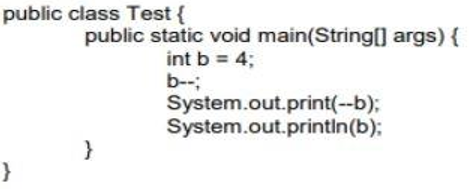 public class Test {
public static void main(String[] args) {
int b = 4;
b--;
System.out.print(--b);
System.out.println(b);
}
}